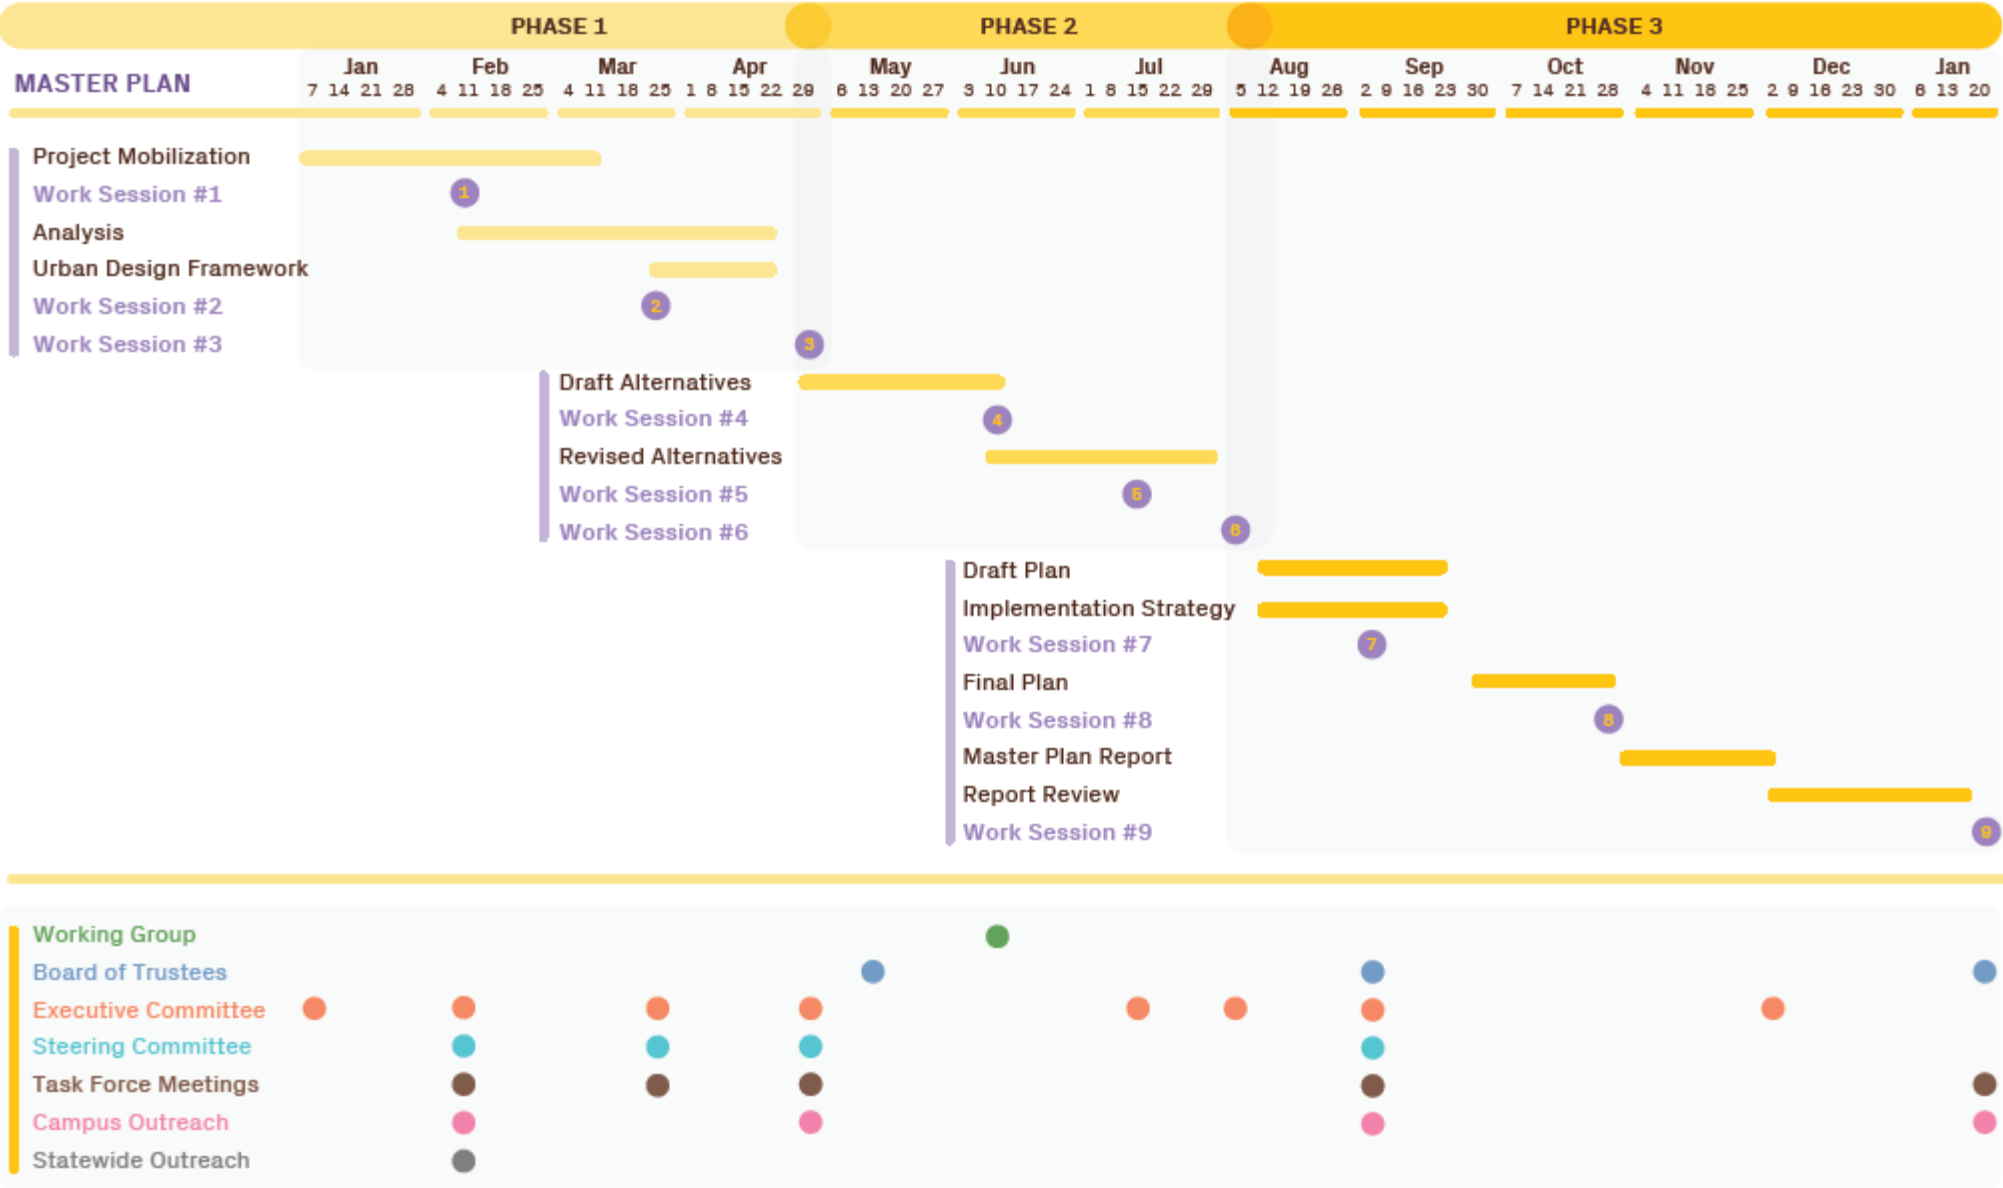 PHASE 1 PHASE 2 PHASE 3
MASTER PLAN Jan Feb Mar Apr May Jun Jul Aug Sep Oct Nov Dec Jan
7 14 21 28 4 11 18 25 4 11 18 25 1 8 15 22 29 6 13 20 27 3 10 17 24 1 8 15 22 29 5 12 19 26 2 9 16 23 30 7 14 21 28 4 11 18 25 2 9 16 23 30 6 13 20
Project Mobilization
Work Session #1 1
Analysis
Urban Design Framework
Work Session #2 2
Work Session #3 3
Draft Alternatives
Work Session #4 4
Revised Alternatives
Work Session #5 5
Work Session #6 6
Draft Plan
Implementation Strategy
Work Session #7 7
Final Plan
Work Session #8 8
Master Plan Report
Report Review
Work Session #9 9
Working Group
Board of Trustees
Executive Committee
Steering Committee
Task Force Meetings
Campus Outreach
Statewide Outreach